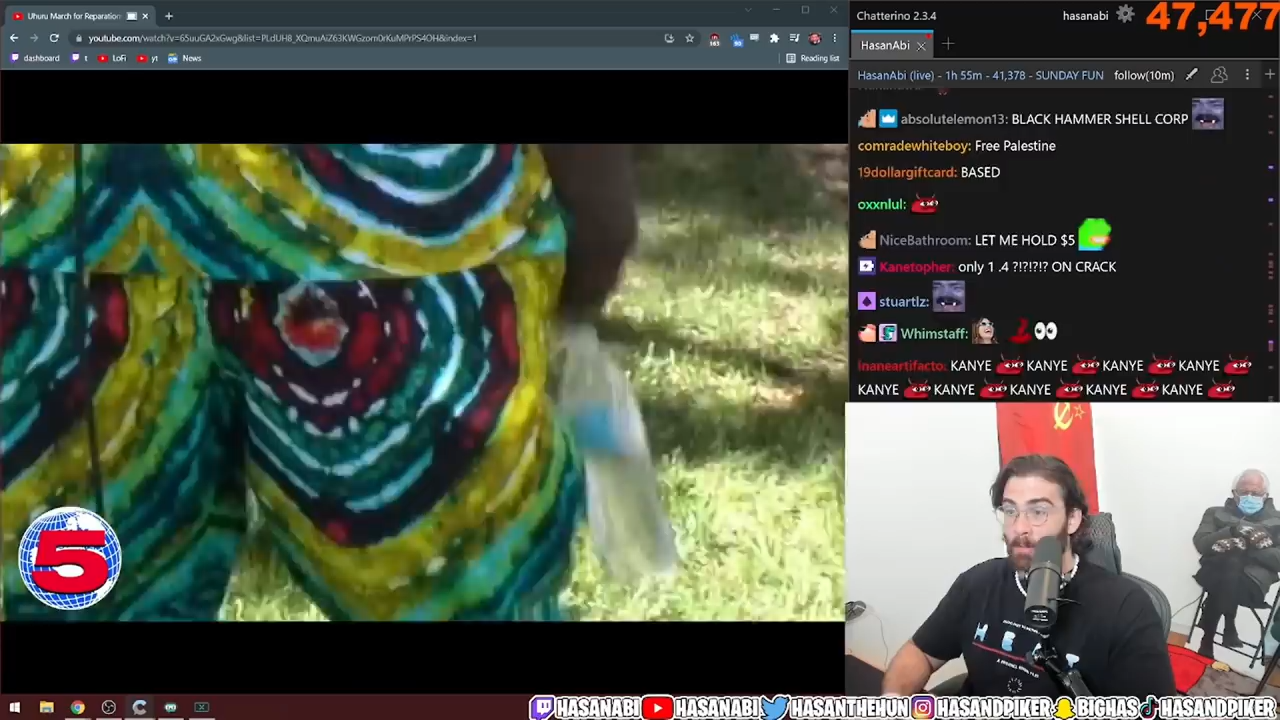 Uhuru March for Reparation
youtube.com/watch?v=65uuGA2xGwg&list=PLdUH8_XQmuAiZ63KWGzom0rKuMPrPS4OH&index=1
dashboard
t
LoFi
yt
News
Reading list
5
Chatterino 2.3.4
hasanabi
47,477
HasanAbi
HasanAbi (live) - 1h 55m - 41,378 - SUNDAY FUN
follow(10m)
absolutelemon13: BLACK HAMMER SHELL CORP
comradewhiteboy: Free Palestine
19dollargiftcard: BASED
oxxnlul:
NiceBathroom: LET ME HOLD $5
Kanetopher: only 1 .4 ?!?!?!? ON CRACK
stuartlz:
Whimstaff:
inaneartifacto: KANYE KANYE KANYE KANYE
KANYE KANYE KANYE KANYE KANYE
HEAT
HASANABI HASANABI HASANTHEHUN HASANDPIKER BIGHAS HASANDPIKER